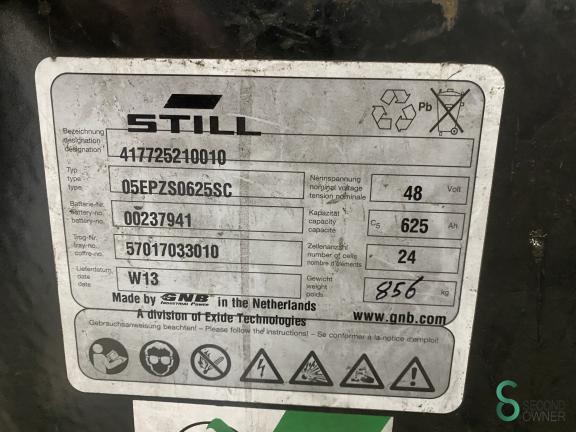 STILL
Pb
Bezeichnung
designation
designation
417725210010
Typ
type
type
05EPZS0625SC
Nennspannung
nominal voltage
tension nominale
48 Volt
Batterie-Nr.
battery-no.
battery-no.
00237941
Kapazität
capacity
capacité
C5 625 Ah
Trog-Nr.
tray-no.
coffre-no.
57017033010
Zellenanzahl
number of cells
nombre d'élements
24
Lieferdatum
date
date
W13
Gewicht
weight
poids
856 kg
Made by GNB INDUSTRIAL POWER in the Netherlands
A division of Exide Technologies
www.gnb.com
Gebrauchsanweisung beachten! – Please follow the instructions! – Se conformer a la notice d'emploi!
SECOND
OWNER